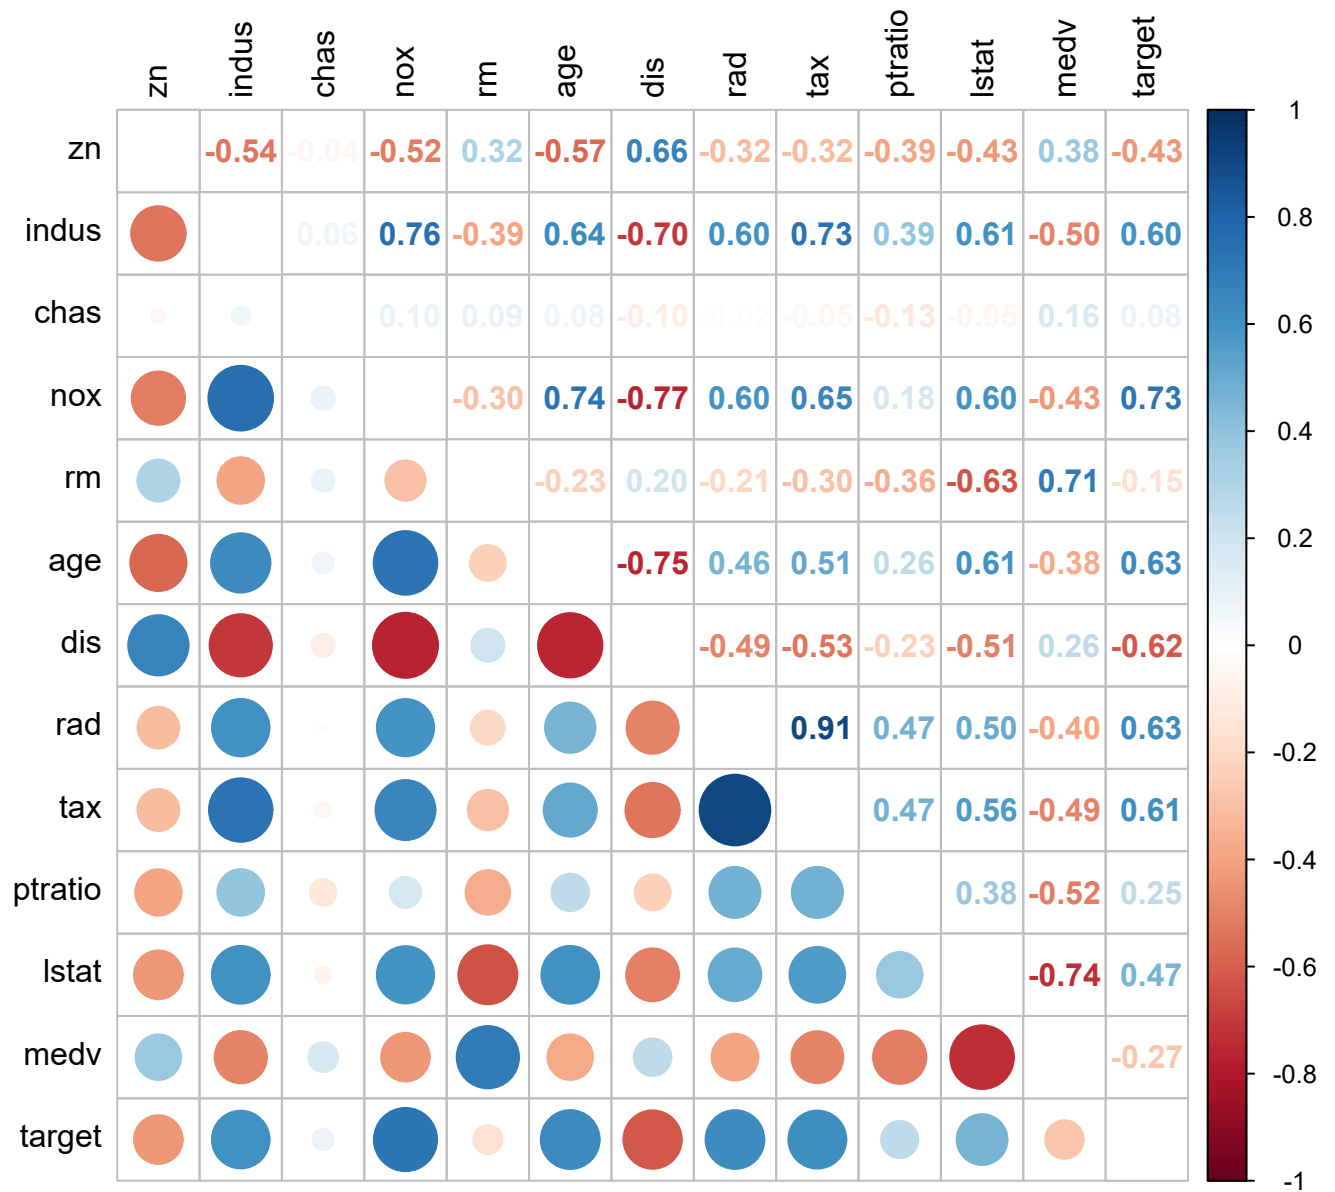 zn indus chas nox rm age dis rad tax ptratio lstat medv target
zn -0.54 -0.04 -0.52 0.32 -0.57 0.66 -0.32 -0.32 -0.39 -0.43 0.38 -0.43
indus 0.06 0.76 -0.39 0.64 -0.70 0.60 0.73 0.39 0.61 -0.50 0.60
chas 0.10 0.09 0.08 -0.10 -0.02 -0.05 -0.13 -0.05 0.16 0.08
nox -0.30 0.74 -0.77 0.60 0.65 0.18 0.60 -0.43 0.73
rm -0.23 0.20 -0.21 -0.30 -0.36 -0.63 0.71 -0.15
age -0.75 0.46 0.51 0.26 0.61 -0.38 0.63
dis -0.49 -0.53 -0.23 -0.51 0.26 -0.62
rad 0.91 0.47 0.50 -0.40 0.63
tax 0.47 0.56 -0.49 0.61
ptratio 0.38 -0.52 0.25
lstat -0.74 0.47
medv -0.27
target
1
0.8
0.6
0.4
0.2
0
-0.2
-0.4
-0.6
-0.8
-1